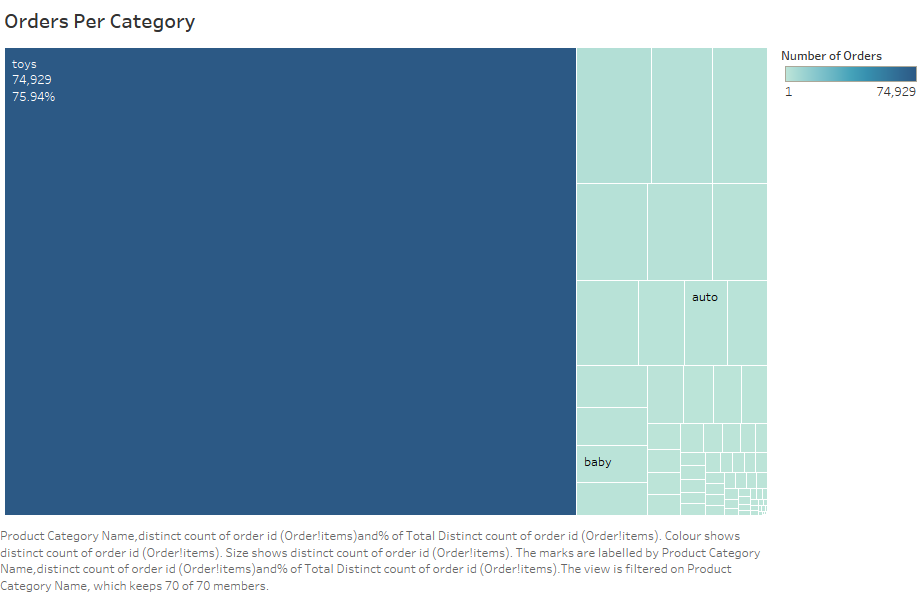 Orders Per Category
toys
74,929
75.94%
auto
baby
Number of Orders
1 74,929
Product Category Name,distinct count of order id (Order!items)and% of Total Distinct count of order id (Order!items). Colour shows
distinct count of order id (Order!items). Size shows distinct count of order id (Order!items). The marks are labelled by Product Category
Name,distinct count of order id (Order!items)and% of Total Distinct count of order id (Order!items).The view is filtered on Product
Category Name, which keeps 70 of 70 members.